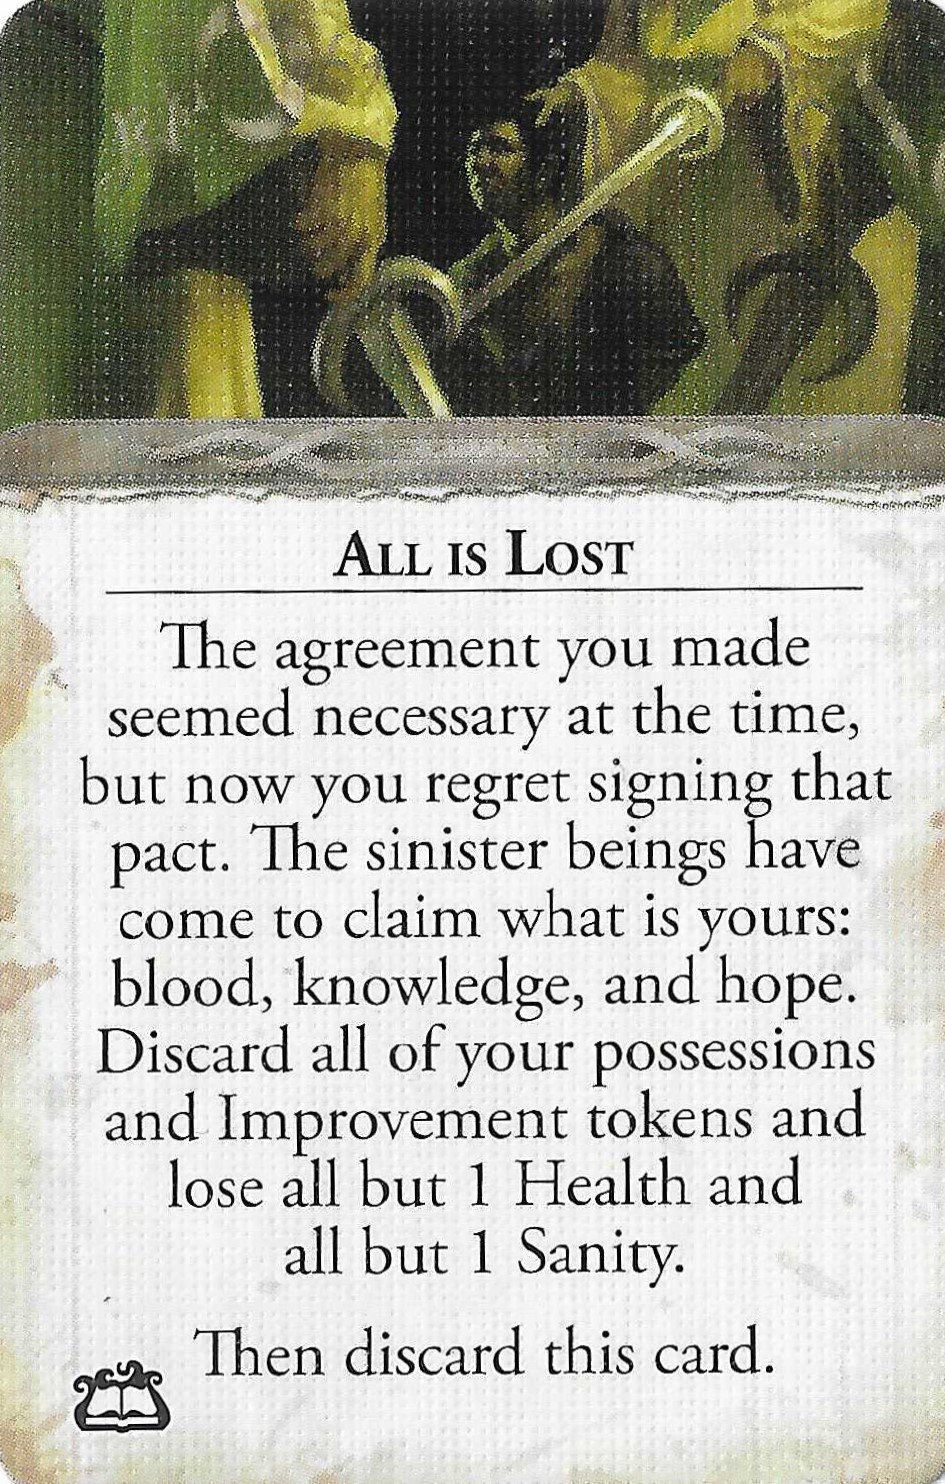 All is Lost
The agreement you made
seemed necessary at the time,
but now you regret signing that
pact. The sinister beings have
come to claim what is yours:
blood, knowledge, and hope.
Discard all of your possessions
and Improvement tokens and
lose all but 1 Health and
all but 1 Sanity.
Then discard this card.